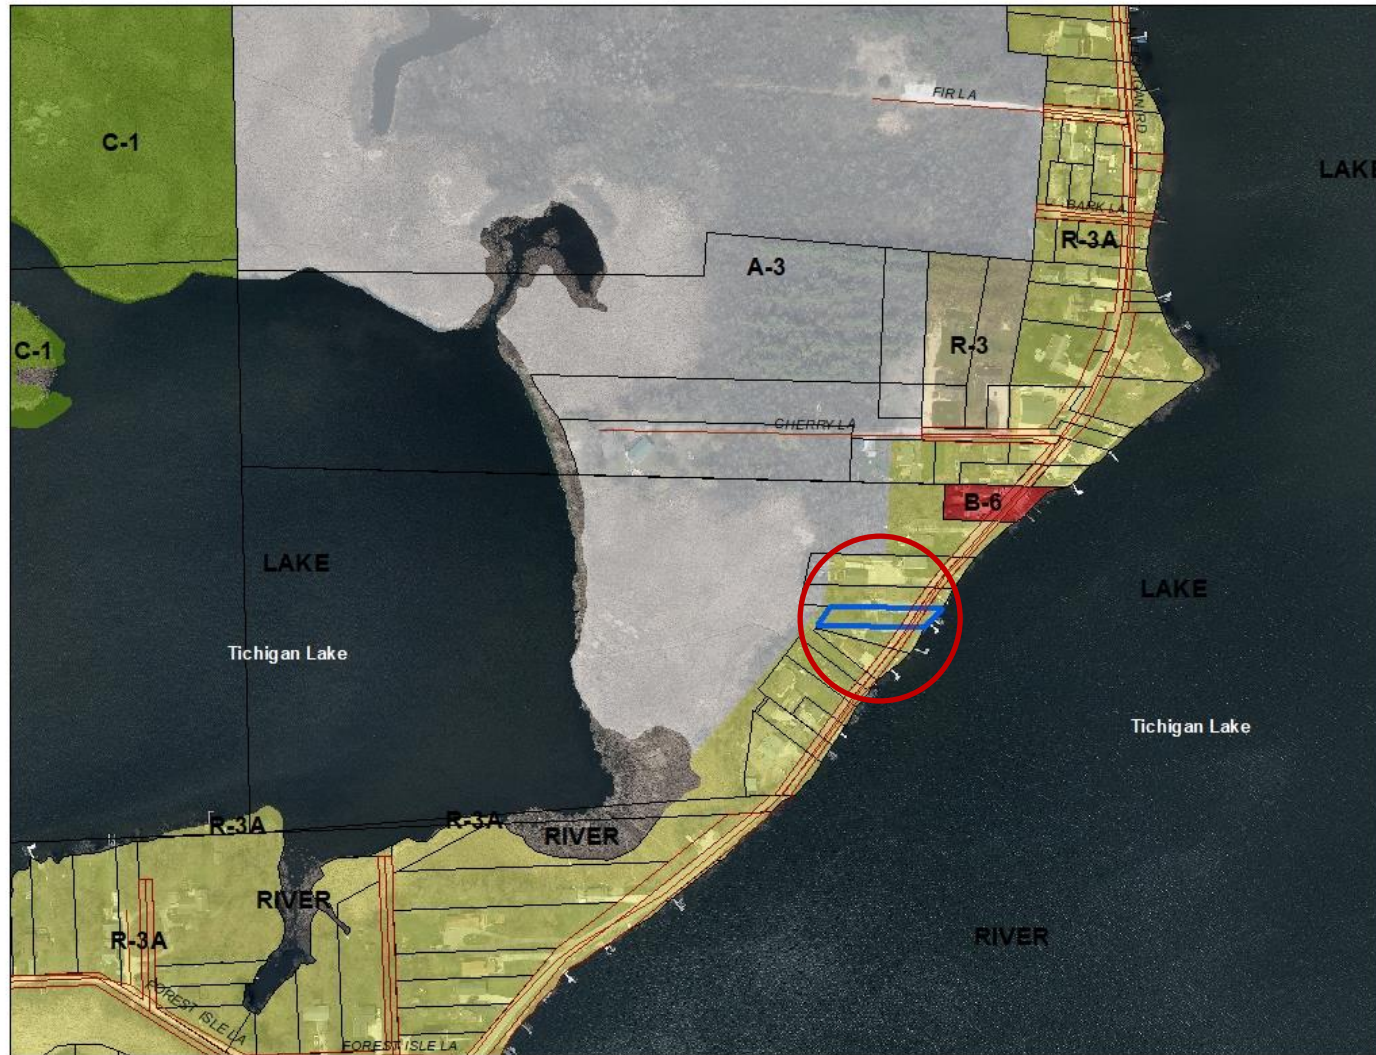 FIR LA
C-1
LAKE
BARK LA
R-3A
A-3
R-3
C-1
CHERRY LA
B-6
LAKE
LAKE
Tichigan Lake
Tichigan Lake
R-3A
R-3A
RIVER
RIVER
R-3A
RIVER
FOREST ISLE LA
FOREST ISLE LA